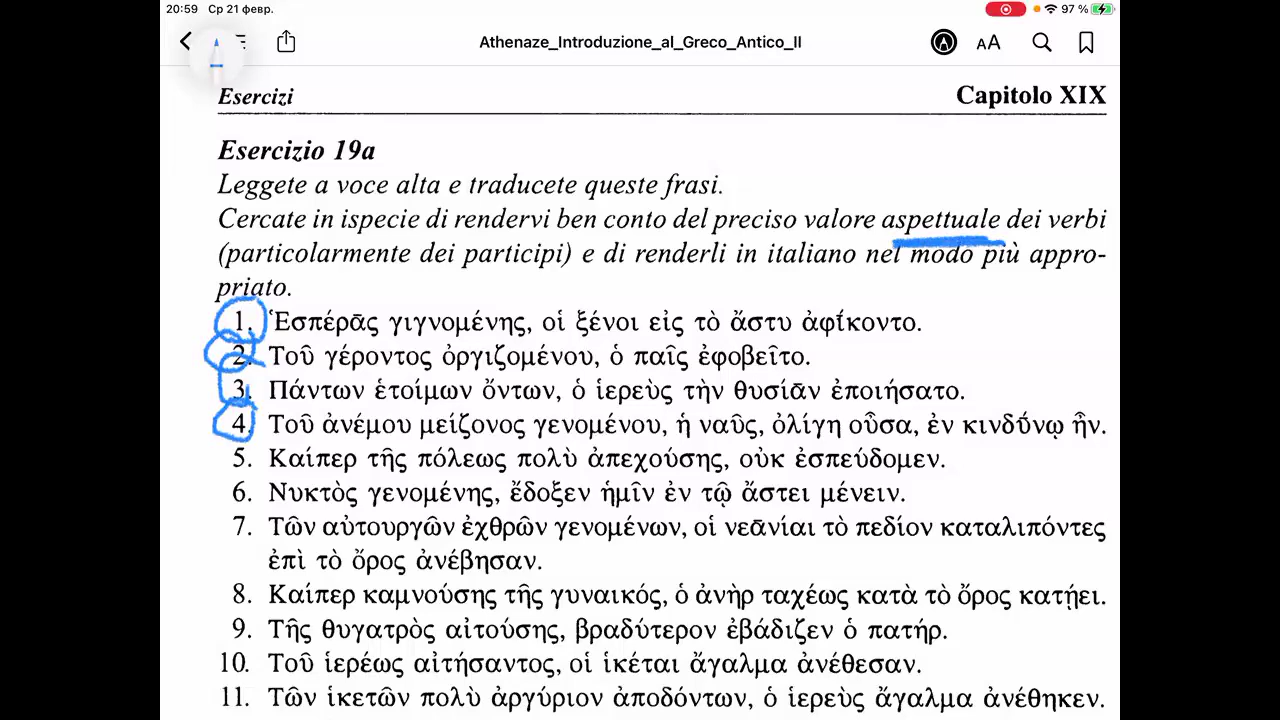 20:59 Ср 21 февр. 97 %
Athenaze_Introduzione_al_Greco_Antico_II AA
Esercizi Capitolo XIX
Esercizio 19a
Leggete a voce alta e traducete queste frasi.
Cercate in ispecie di rendervi ben conto del preciso valore aspettuale dei verbi
(particolarmente dei participi) e di renderli in italiano nel modo più appro-
priato.
1. Ἑσπέρᾱς γιγνομένης, οἱ ξένοι εἰς τὸ ἄστυ ἀφῑ́κοντο.
2. Τοῦ γέροντος ὀργιζομένου, ὁ παῖς ἐφοβεῖτο.
3. Πάντων ἑτοίμων ὄντων, ὁ ἱερεὺς τὴν θυσίᾱν ἐποιήσατο.
4. Τοῦ ἀνέμου μείζονος γενομένου, ἡ ναῦς, ὀλίγη οὖσα, ἐν κινδῡ́νῳ ἦν.
5. Καίπερ τῆς πόλεως πολὺ ἀπεχούσης, οὐκ ἐσπεύδομεν.
6. Νυκτὸς γενομένης, ἔδοξεν ἡμῖν ἐν τῷ ἄστει μένειν.
7. Τῶν αὐτουργῶν ἐχθρῶν γενομένων, οἱ νεᾱνίαι τὸ πεδίον καταλιπόντες
ἐπὶ τὸ ὄρος ἀνέβησαν.
8. Καίπερ καμνούσης τῆς γυναικός, ὁ ἀνὴρ ταχέως κατὰ τὸ ὄρος κατῄει.
9. Τῆς θυγατρὸς αἰτούσης, βραδύτερον ἐβάδιζεν ὁ πατήρ.
10. Τοῦ ἱερέως αἰτήσαντος, οἱ ἱκέται ἄγαλμα ἀνέθεσαν.
11. Τῶν ἱκετῶν πολὺ ἀργύριον ἀποδόντων, ὁ ἱερεὺς ἄγαλμα ἀνέθηκεν.